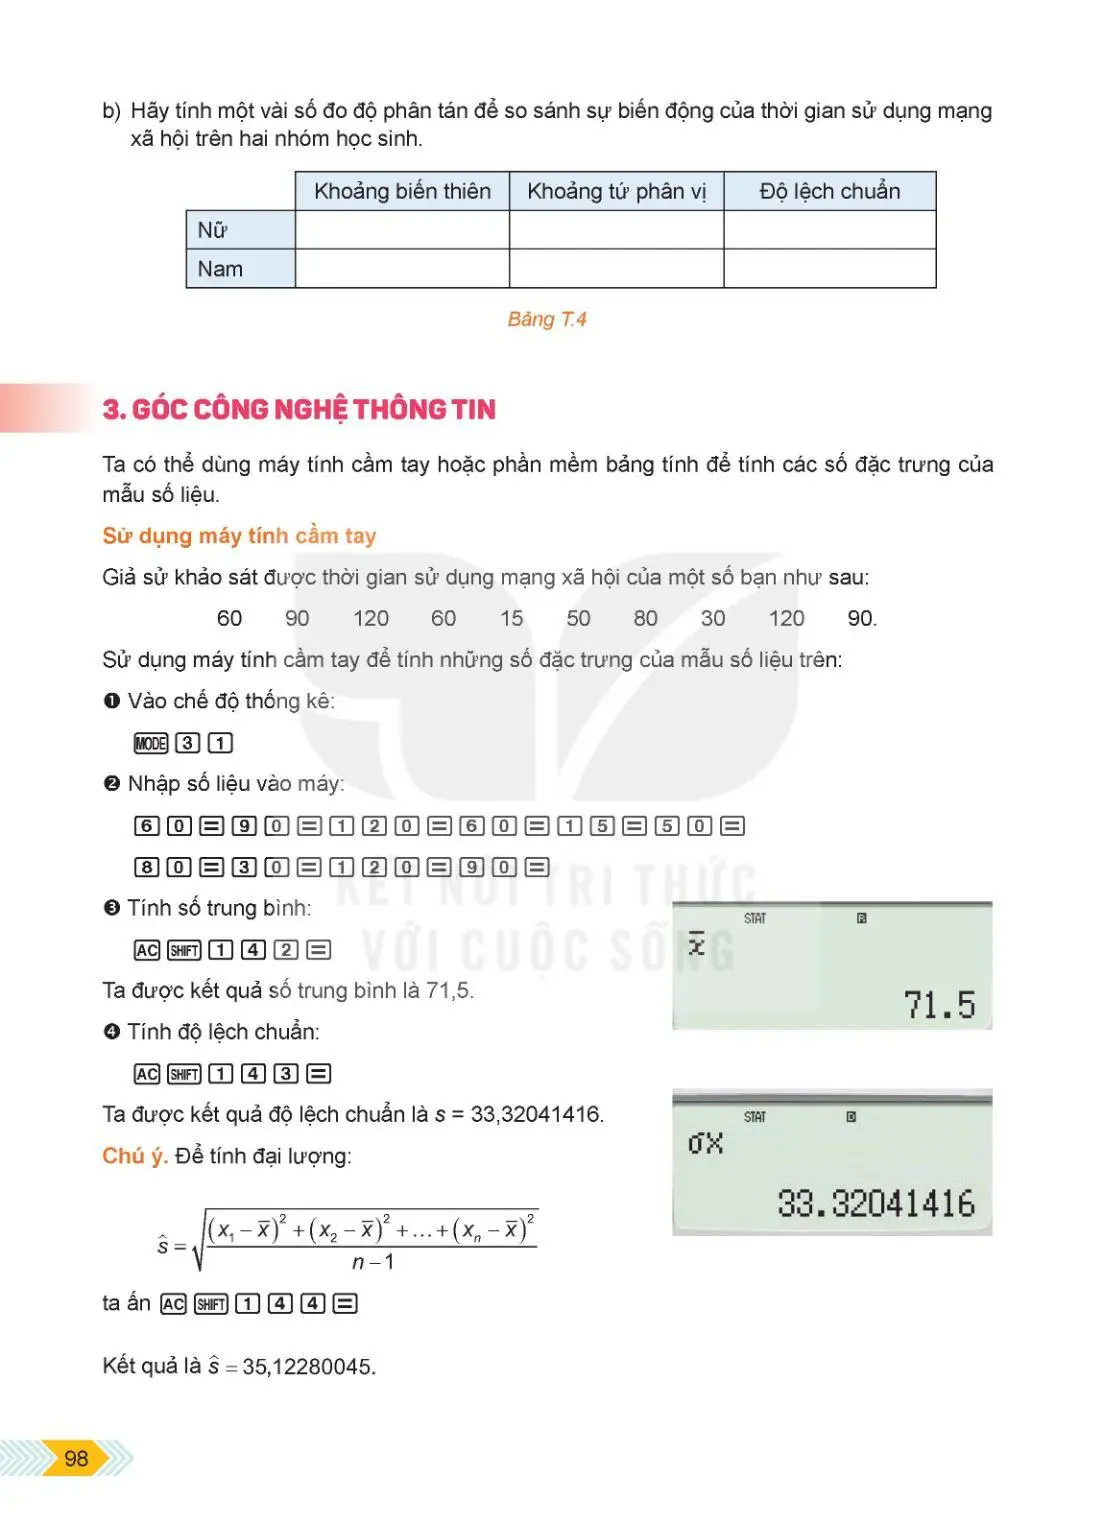 b) Hãy tính một vài số đo độ phân tán để so sánh sự biến động của thời gian sử dụng mạng
xã hội trên hai nhóm học sinh.
Khoảng biến thiên Khoảng tứ phân vị Độ lệch chuẩn
Nữ
Nam
Bảng T.4
3. GÓC CÔNG NGHỆ THÔNG TIN
Ta có thể dùng máy tính cầm tay hoặc phần mềm bảng tính để tính các số đặc trưng của
mẫu số liệu.
Sử dụng máy tính cầm tay
Giả sử khảo sát được thời gian sử dụng mạng xã hội của một số bạn như sau:
60 90 120 60 15 50 80 30 120 90.
Sử dụng máy tính cầm tay để tính những số đặc trưng của mẫu số liệu trên:
❶ Vào chế độ thống kê:
MODE 3 1
❷ Nhập số liệu vào máy:
6 0 = 9 0 = 1 2 0 = 6 0 = 1 5 = 5 0 =
8 0 = 3 0 = 1 2 0 = 9 0 =
KẾT NỐI TRI THỨC
VỚI CUỘC SỐNG
❸ Tính số trung bình:
AC SHIFT 1 4 2 =
Ta được kết quả số trung bình là 71,5.
STAT D
x̄
71.5
❹ Tính độ lệch chuẩn:
AC SHIFT 1 4 3 =
Ta được kết quả độ lệch chuẩn là s = 33,32041416.
STAT D
σx
33.32041416
Chú ý. Để tính đại lượng:
ŝ = √(((x₁ − x̄)² + (x₂ − x̄)² + ... + (xₙ − x̄)²) / (n − 1))
ta ấn AC SHIFT 1 4 4 =
Kết quả là ŝ = 35,12280045.
98